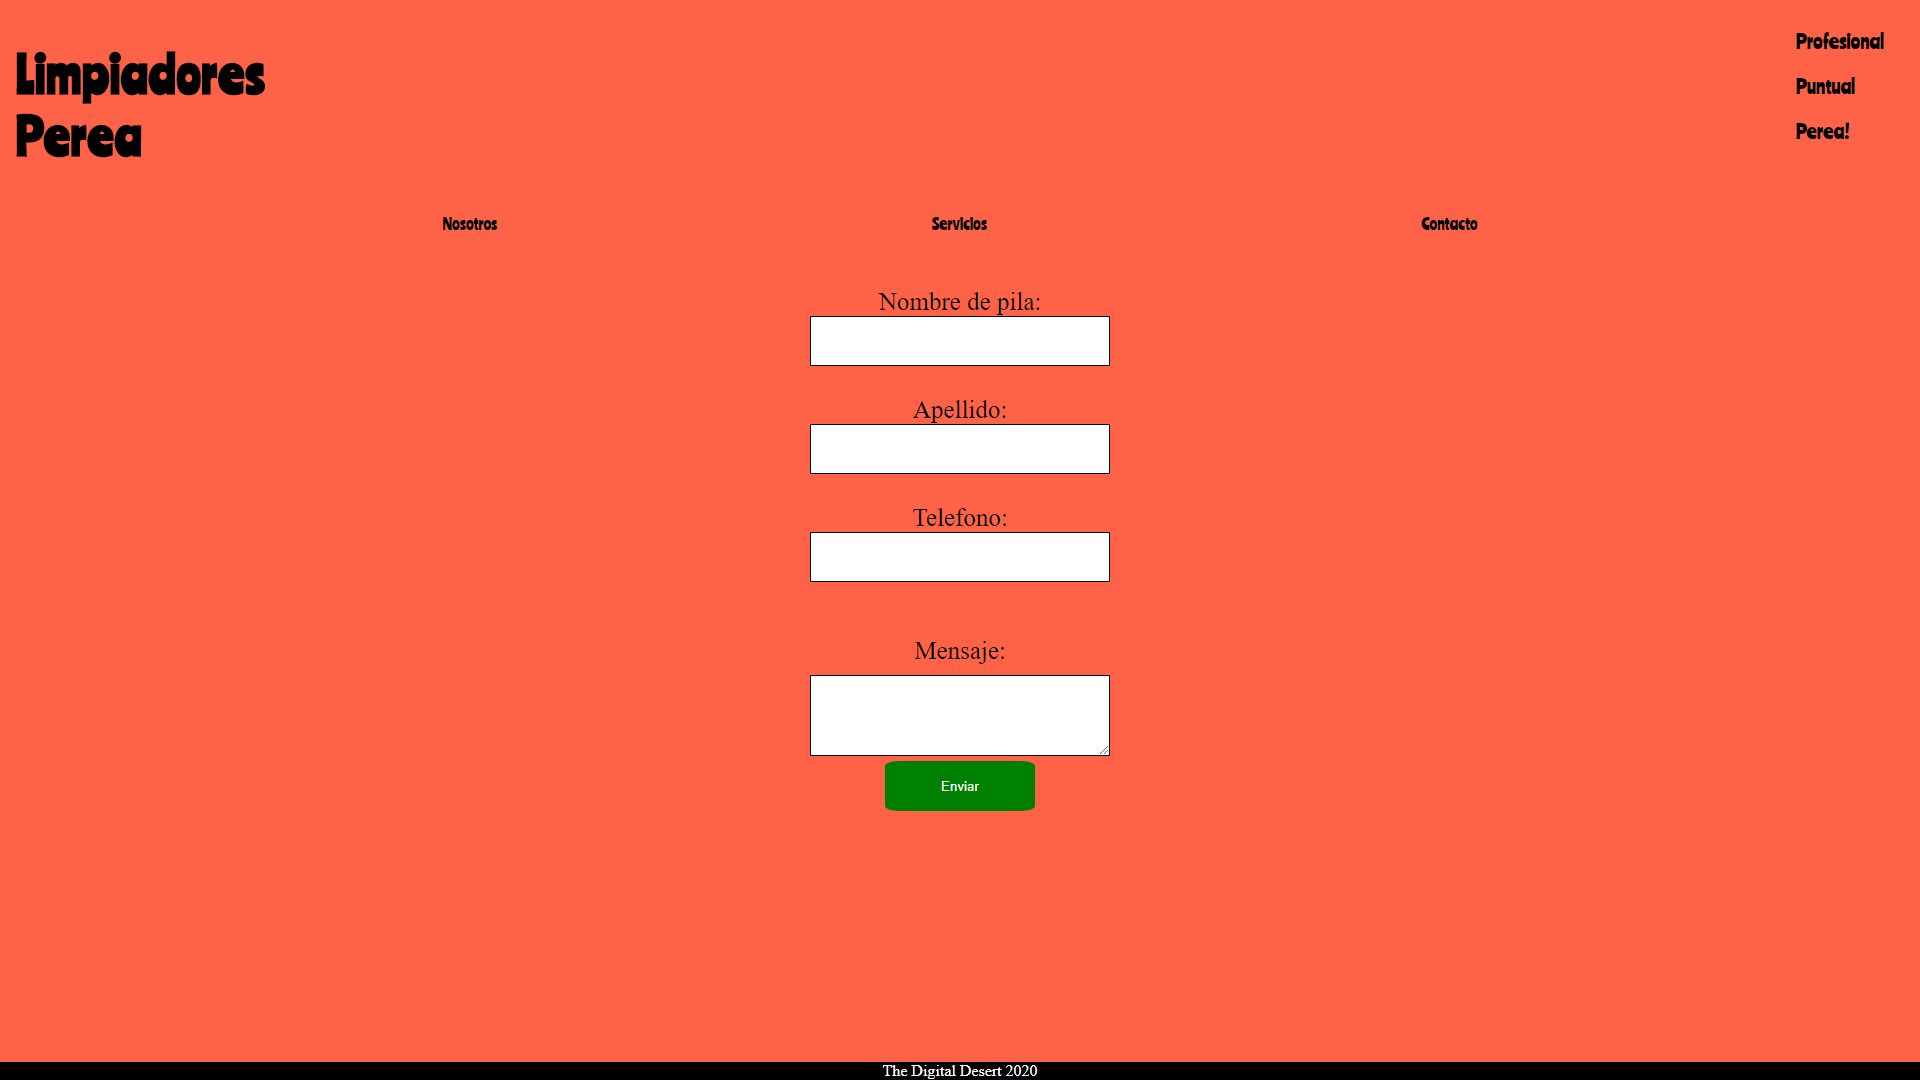 Limpiadores
Perea
Profesional
Puntual
Perea!
Nosotros
Servicios
Contacto
Nombre de pila:
Apellido:
Telefono:
Mensaje:
Enviar
The Digital Desert 2020